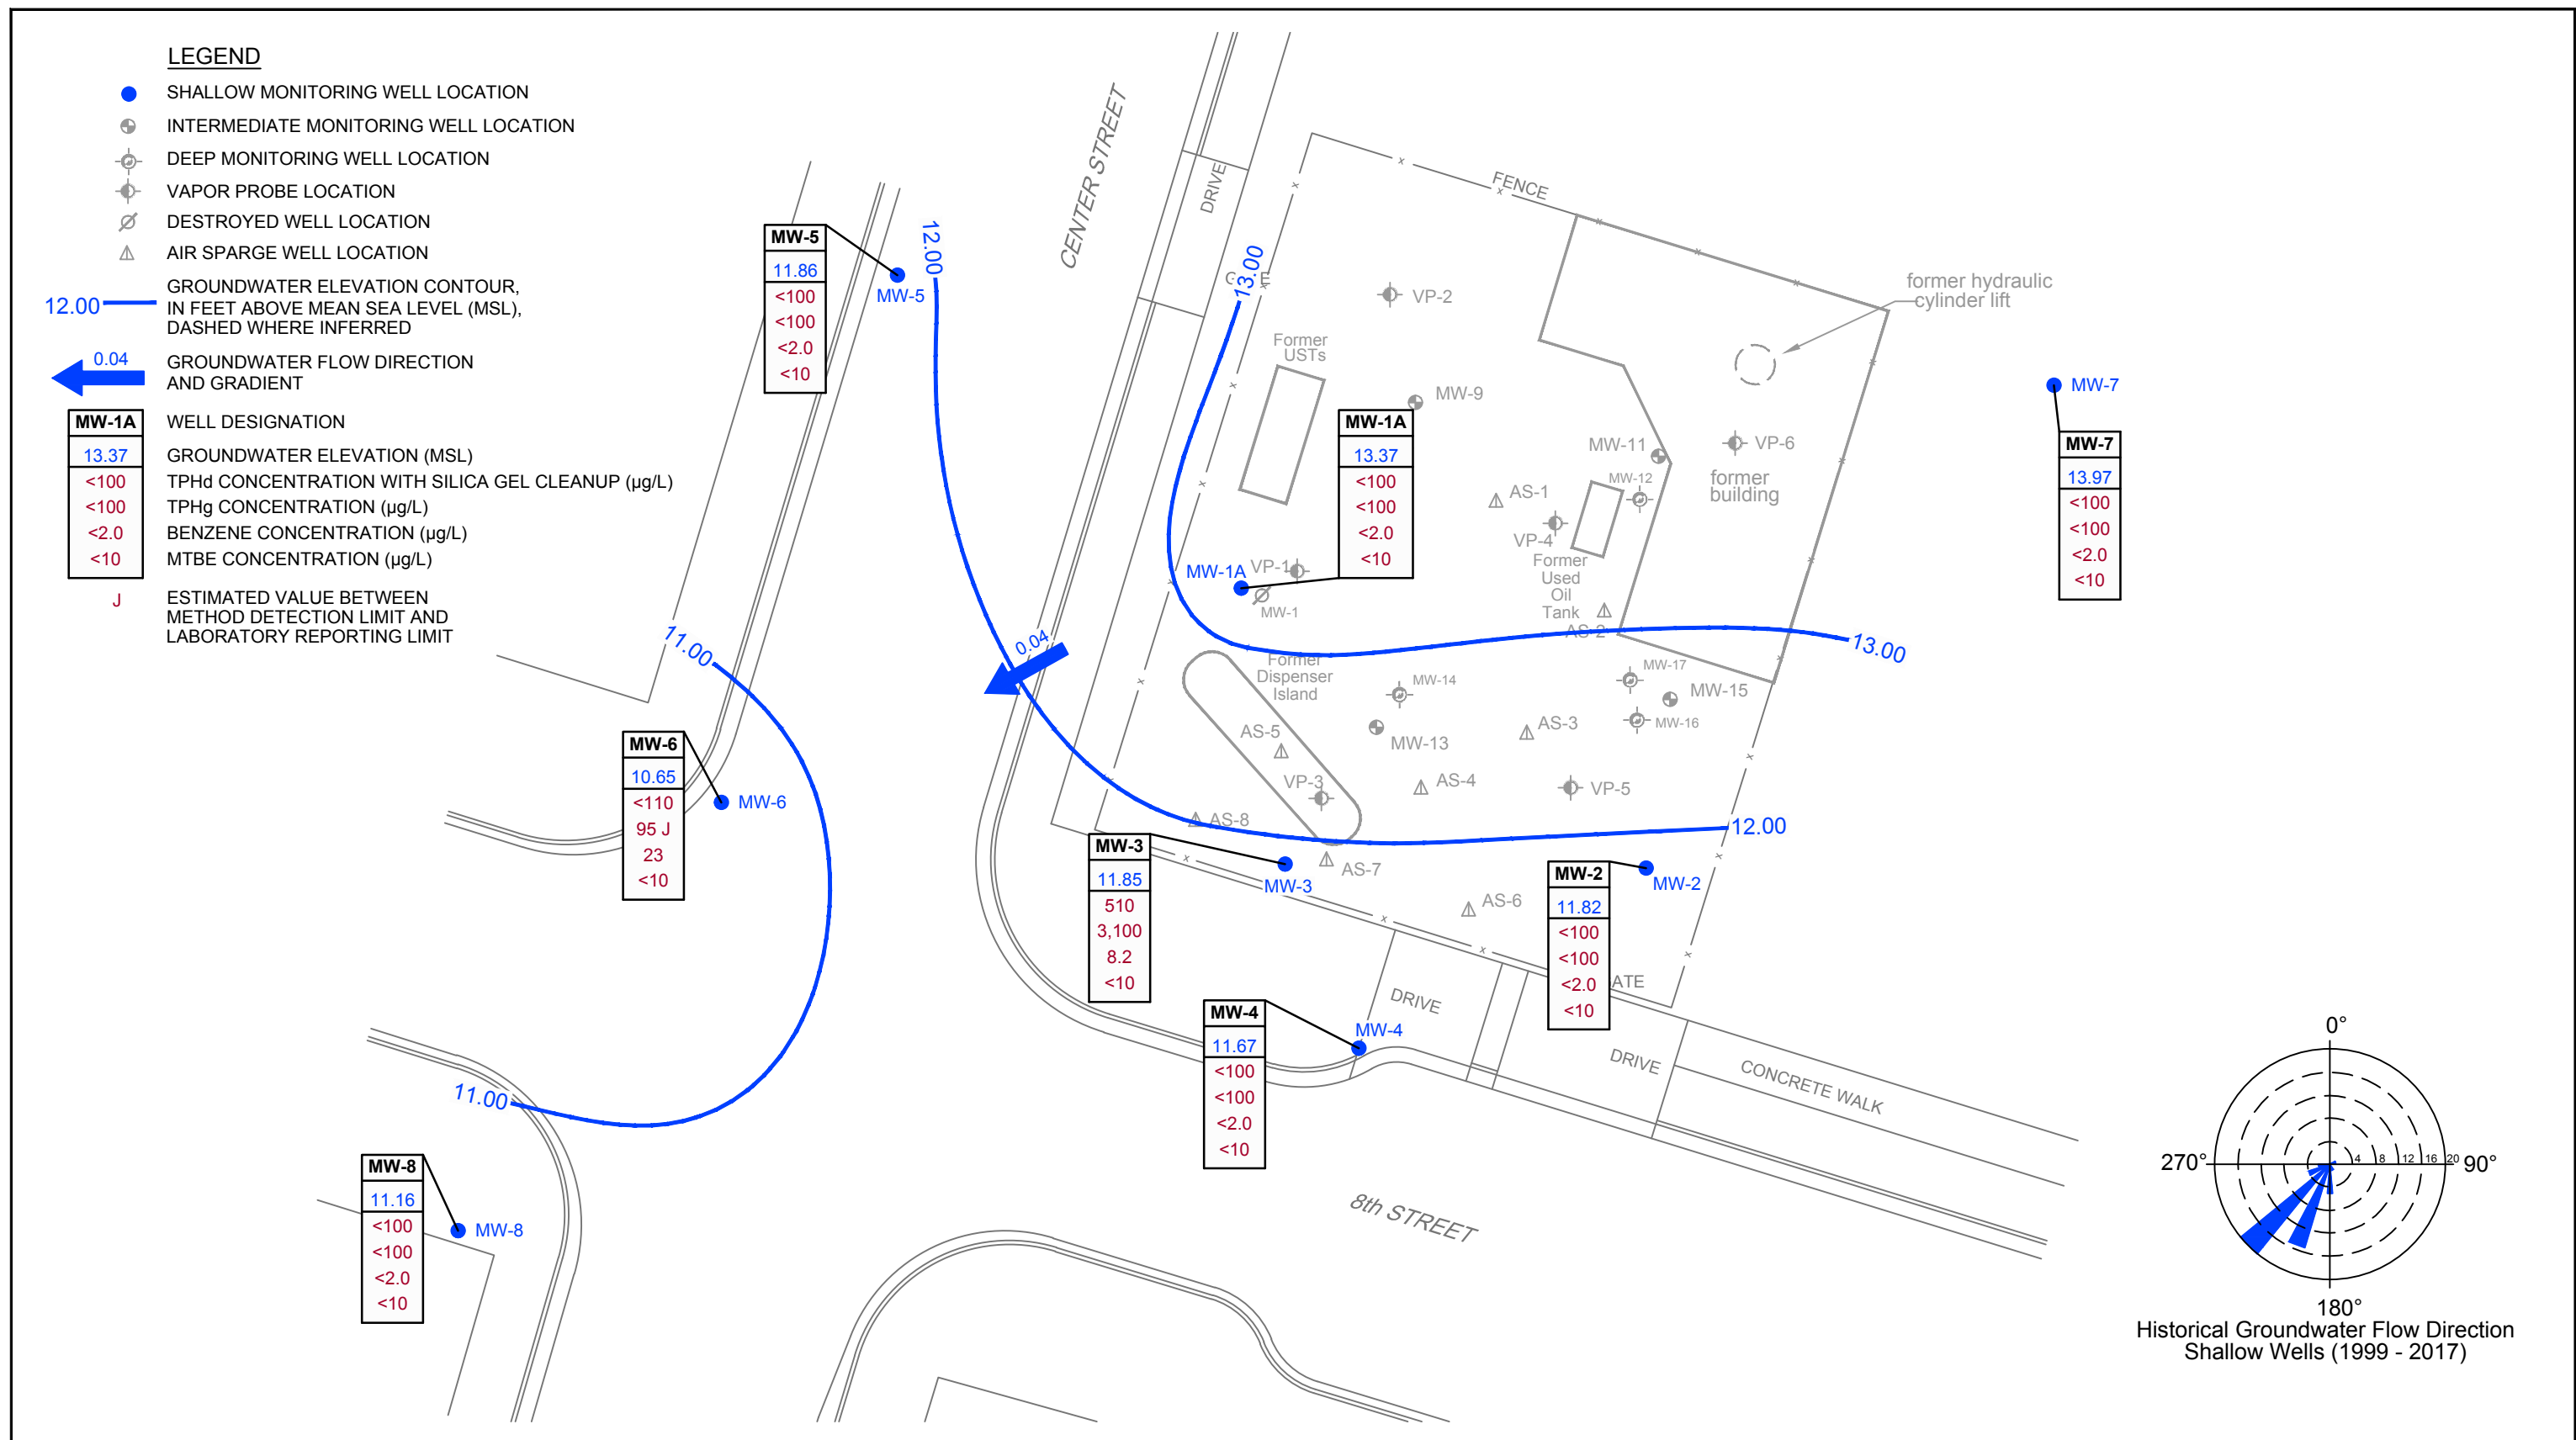 LEGEND
SHALLOW MONITORING WELL LOCATION
INTERMEDIATE MONITORING WELL LOCATION
DEEP MONITORING WELL LOCATION
VAPOR PROBE LOCATION
DESTROYED WELL LOCATION
AIR SPARGE WELL LOCATION
12.00
GROUNDWATER ELEVATION CONTOUR,
IN FEET ABOVE MEAN SEA LEVEL (MSL),
DASHED WHERE INFERRED
0.04
GROUNDWATER FLOW DIRECTION
AND GRADIENT
MW-1A WELL DESIGNATION
13.37 GROUNDWATER ELEVATION (MSL)
<100 TPHd CONCENTRATION WITH SILICA GEL CLEANUP (µg/L)
<100 TPHg CONCENTRATION (µg/L)
<2.0 BENZENE CONCENTRATION (µg/L)
<10 MTBE CONCENTRATION (µg/L)
J ESTIMATED VALUE BETWEEN
METHOD DETECTION LIMIT AND
LABORATORY REPORTING LIMIT
MW-5
11.86
<100
<100
<2.0
<10
MW-5
12.00
CENTER STREET
DRIVE
FENCE
13.00
VP-2
former hydraulic
cylinder lift
Former
USTs
MW-9
MW-1A
13.37
<100
<100
<2.0
<10
MW-11
VP-6
MW-12
former
building
AS-1
VP-4
Former
Used
Oil
Tank
AS-2
MW-7
MW-7
13.97
<100
<100
<2.0
<10
MW-1A
VP-1
MW-1
0.04
13.00
11.00
Former
Dispenser
Island
MW-14
MW-17
MW-15
MW-16
AS-3
AS-5
MW-13
VP-3
AS-4
VP-5
AS-8
12.00
AS-7
AS-6
MW-6
10.65
<110
95 J
23
<10
MW-6
MW-3
11.85
510
3,100
8.2
<10
MW-3
MW-2
11.82
<100
<100
<2.0
<10
MW-2
ATE
MW-4
11.67
<100
<100
<2.0
<10
MW-4
DRIVE
DRIVE
CONCRETE WALK
11.00
MW-8
11.16
<100
<100
<2.0
<10
MW-8
8th STREET
0°
270°
4 8 12 16 20
90°
180°
Historical Groundwater Flow Direction
Shallow Wells (1999 - 2017)